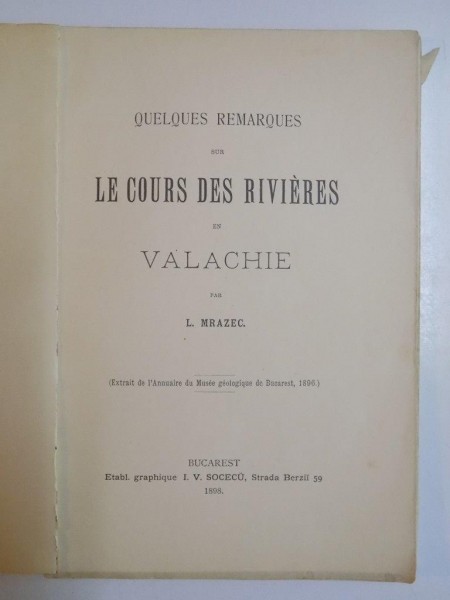 QUELQUES REMARQUES
SUR
LE COURS DES RIVIÈRES
EN
VALACHIE
PAR
L. MRAZEC.
(Extrait de l'Annuaire du Musée géologique de Bucarest, 1896.)
BUCAREST
Etabl. graphique I. V. SOCECŬ, Strada Berzii 59
1898.